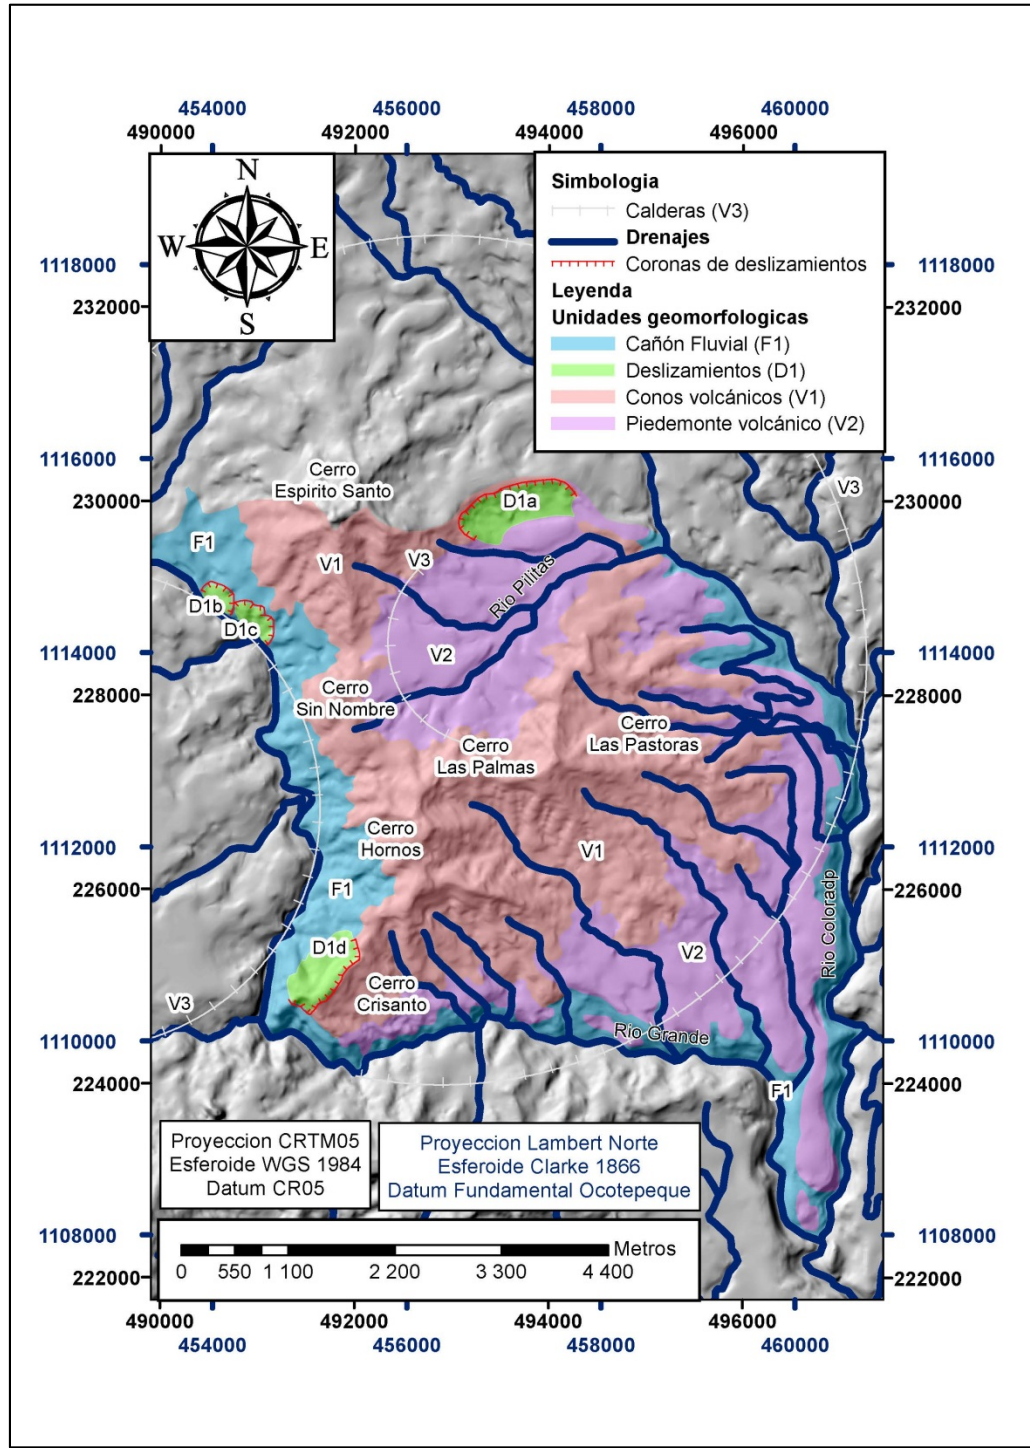 454000 456000 458000 460000
490000 492000 494000 496000
N
W E
S
Simbologia
Calderas (V3)
Drenajes
Coronas de deslizamientos
Leyenda
Unidades geomorfologicas
Cañón Fluvial (F1)
Deslizamientos (D1)
Conos volcánicos (V1)
Piedemonte volcánico (V2)
1118000 1118000
232000 232000
1116000 1116000
230000 230000
1114000 1114000
228000 228000
1112000 1112000
226000 226000
1110000 1110000
224000 224000
1108000 1108000
222000 222000
Cerro
Espirito Santo
V3
D1a
F1
V1
V3
Rio Pilitas
D1b
D1c
V2
Cerro
Sin Nombre
Cerro
Las Palmas
Cerro
Las Pastoras
Cerro
Hornos
V1
F1
Rio Coloradp
D1d
V2
Cerro
Crisanto
V3
Rio Grande
F1
Proyeccion CRTM05
Esferoide WGS 1984
Datum CR05
Proyeccion Lambert Norte
Esferoide Clarke 1866
Datum Fundamental Ocotepeque
Metros
0 550 1 100 2 200 3 300 4 400
490000 492000 494000 496000
454000 456000 458000 460000